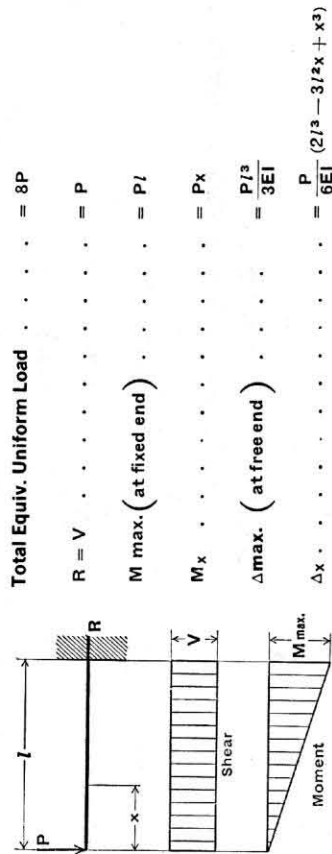 Total Equiv. Uniform Load . . . . = 8P
R = V . . . . . . . . . . = P
M max. ( at fixed end ) . . . . . = Pl
Mx . . . . . . . . . . = Px
Δmax. ( at free end ) . . . . . = Pl³/3EI
Δx . . . . . . . . . . = P/6EI (2l³ − 3l²x + x³)
l
P
R
x
V
Shear
M max.
Moment